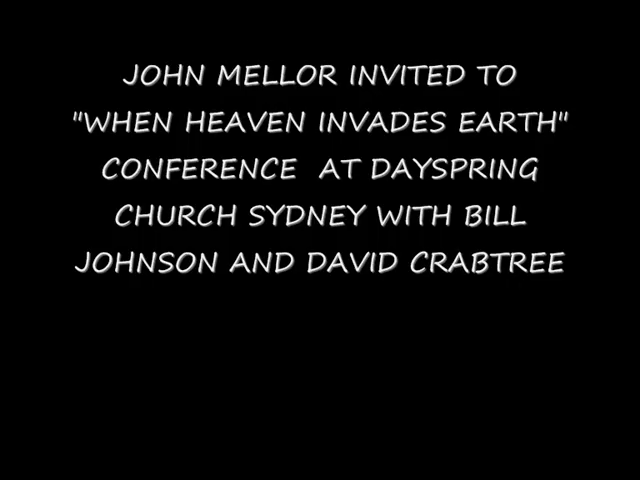 JOHN MELLOR INVITED TO
"WHEN HEAVEN INVADES EARTH"
CONFERENCE  AT DAYSPRING
CHURCH SYDNEY WITH BILL
JOHNSON AND DAVID CRABTREE